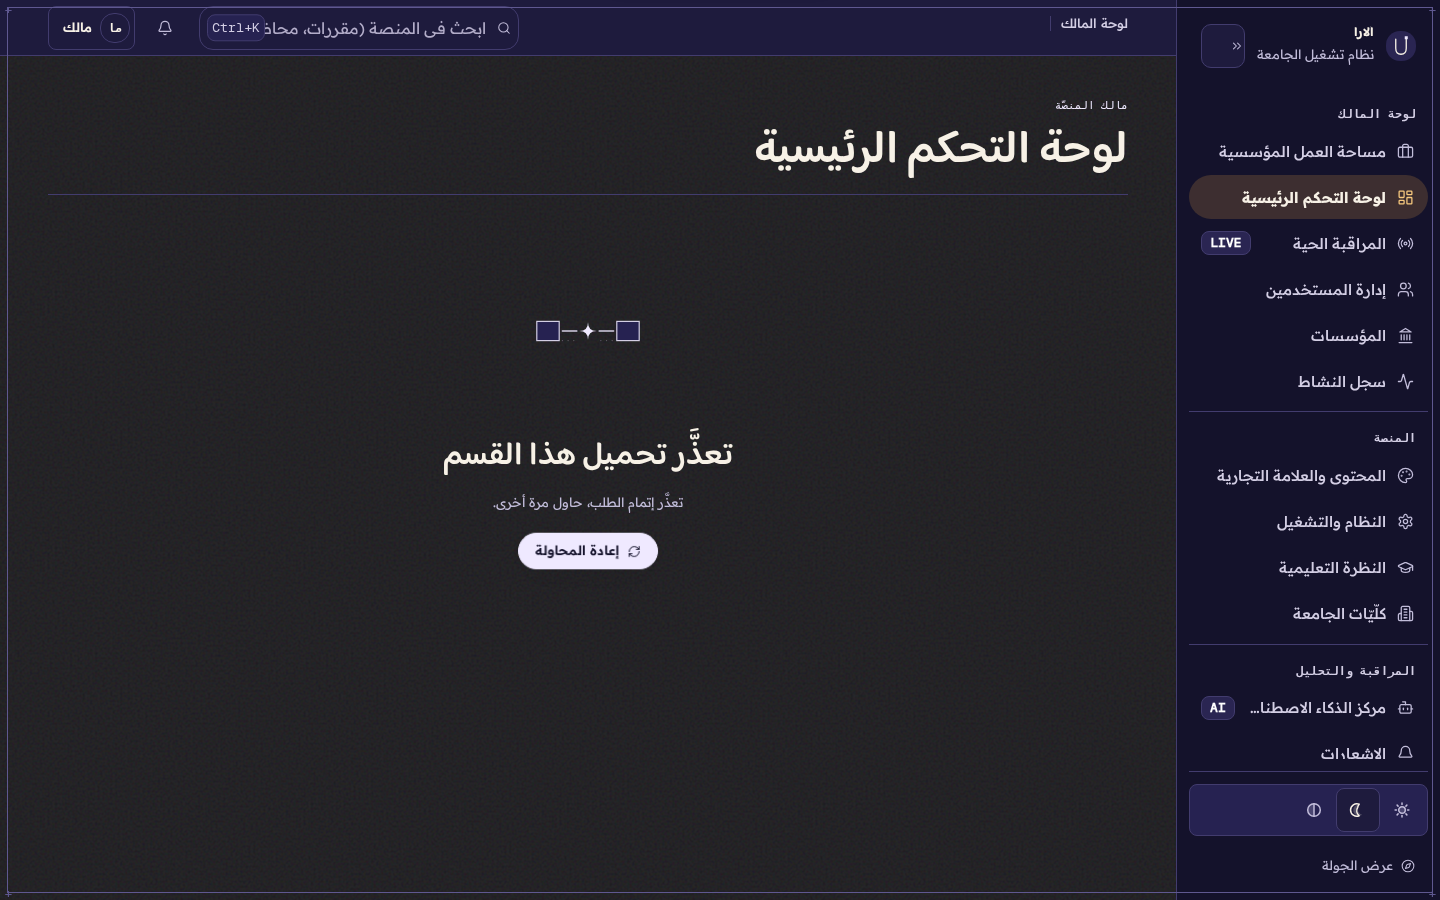 الارا
نظام تشغيل الجامعة
لوحة المالك
مساحة العمل المؤسسية
لوحة التحكم الرئيسية
المراقبة الحية
LIVE
إدارة المستخدمين
المؤسسات
سجل النشاط
المنصة
المحتوى والعلامة التجارية
النظام والتشغيل
النظرة التعليمية
كلّيّات الجامعة
المراقبة والتحليل
مركز الذكاء الاصطنا...
AI
الإشعارات
عرض الجولة
لوحة المالك
ابحث في المنصة (مقررات، محاض
Ctrl+K
ما
مالك
مالك المنصّة
لوحة التحكم الرئيسية
تعذَّر تحميل هذا القسم
تعذَّر إتمام الطلب، حاول مرة أخرى.
إعادة المحاولة